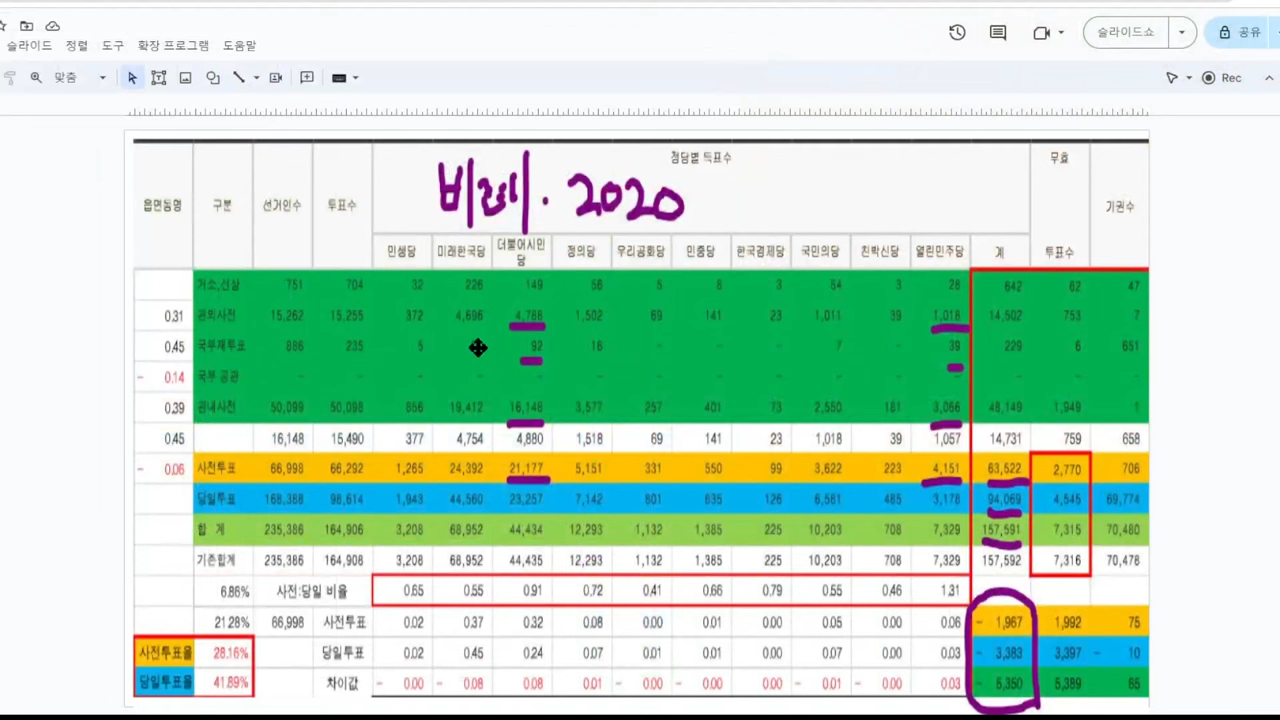 슬라이드 정렬 도구 확장 프로그램 도움말
슬라이드쇼 공유
맞춤 Rec
비례. 2020
읍면동명 구분 선거인수 투표수 정당별 득표수 무효 투표수 기권수
민생당 미래한국당 더불어시민당 정의당 우리공화당 민중당 한국경제당 국민의당 친박신당 열린민주당 계
거소,선상 751 704 32 226 149 56 5 3 84 3 28 642 62 47
0.31 관외사전 15,262 15,255 372 4,696 4,788 1,502 69 141 23 1,011 39 1,018 14,502 753 7
0.45 국외부재투표 886 235 5 92 16 - - - 7 - 39 229 6 651
- 0.14 국외 공관 - - - - - - - - - - - - - -
0.39 관내사전 50,099 50,098 856 19,412 16,148 3,577 257 401 73 2,550 181 3,066 48,149 1,949 1
0.45 16,148 15,490 377 4,754 4,880 1,518 69 141 23 1,018 39 1,057 14,731 759 658
- 0.06 사전투표 66,998 66,292 1,265 24,392 21,177 5,151 331 550 99 3,622 223 4,151 63,522 2,770 706
당일투표 168,388 98,614 1,943 44,560 23,257 7,142 801 835 126 6,581 485 3,178 94,069 4,545 69,774
합 계 235,386 164,906 3,208 68,952 44,434 12,293 1,132 1,385 225 10,203 708 7,329 157,591 7,315 70,480
기존합계 235,386 164,908 3,208 68,952 44,435 12,293 1,132 1,385 225 10,203 708 7,329 157,592 7,316 70,478
6.86% 사전:당일 비율 0.65 0.55 0.91 0.72 0.41 0.66 0.79 0.55 0.46 1.31
21.28% 66,998 사전투표 0.02 0.37 0.32 0.08 0.00 0.01 0.00 0.05 0.00 0.06 - 1,967 1,992 75
사전투표율 28.16% 당일투표 0.02 0.45 0.24 0.07 0.01 0.01 0.00 0.07 0.00 0.03 - 3,383 3,397 - 10
당일투표율 41.89% 차이값 - 0.00 - 0.08 0.08 0.01 - 0.00 - 0.00 0.00 - 0.01 - 0.00 0.03 - 5,350 5,389 65